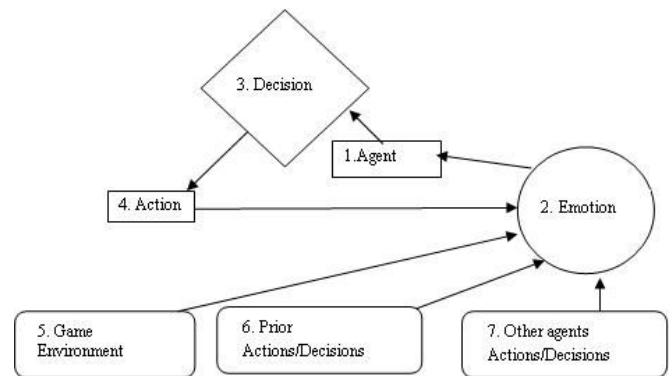 3. Decision
1.Agent
4. Action
2. Emotion
5. Game
Environment
6. Prior
Actions/Decisions
7. Other agents
Actions/Decisions